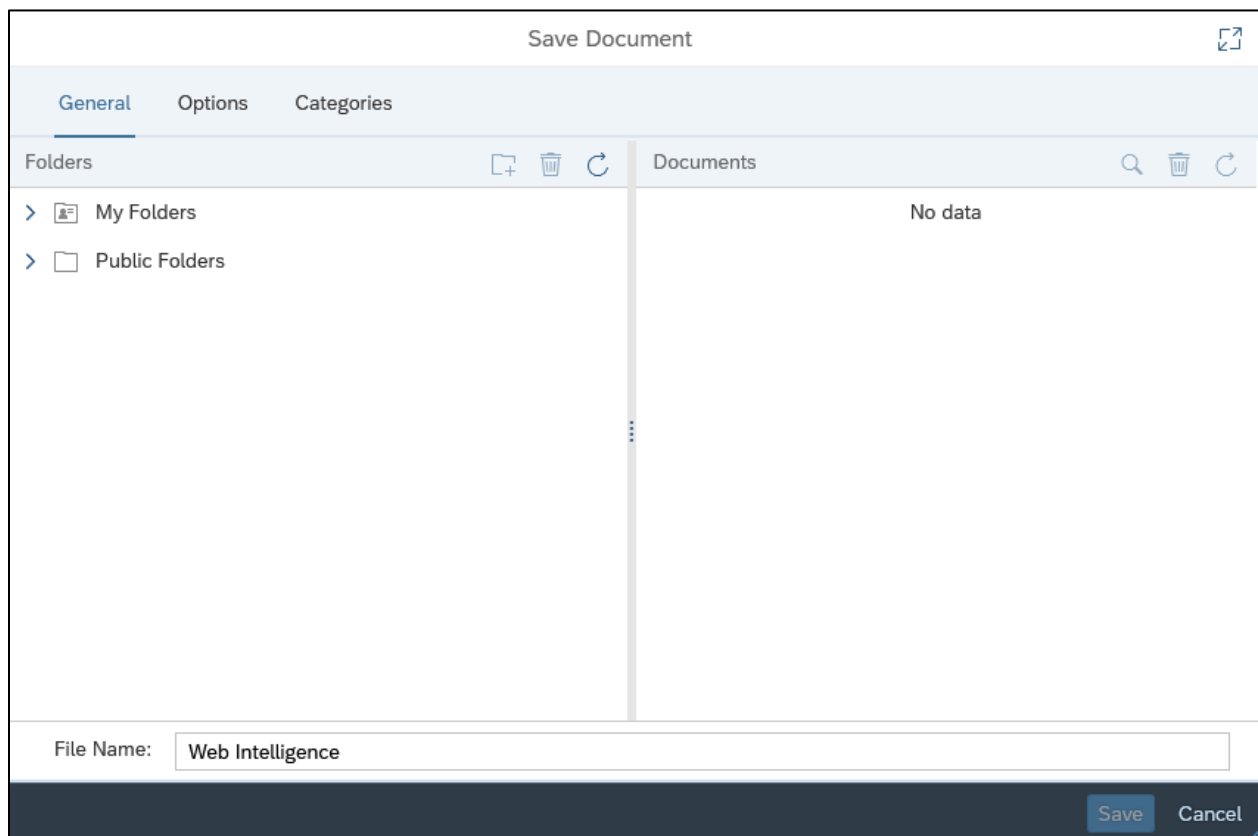 Save Document
General Options Categories
Folders
Documents
My Folders
No data
Public Folders
File Name: Web Intelligence
Save Cancel